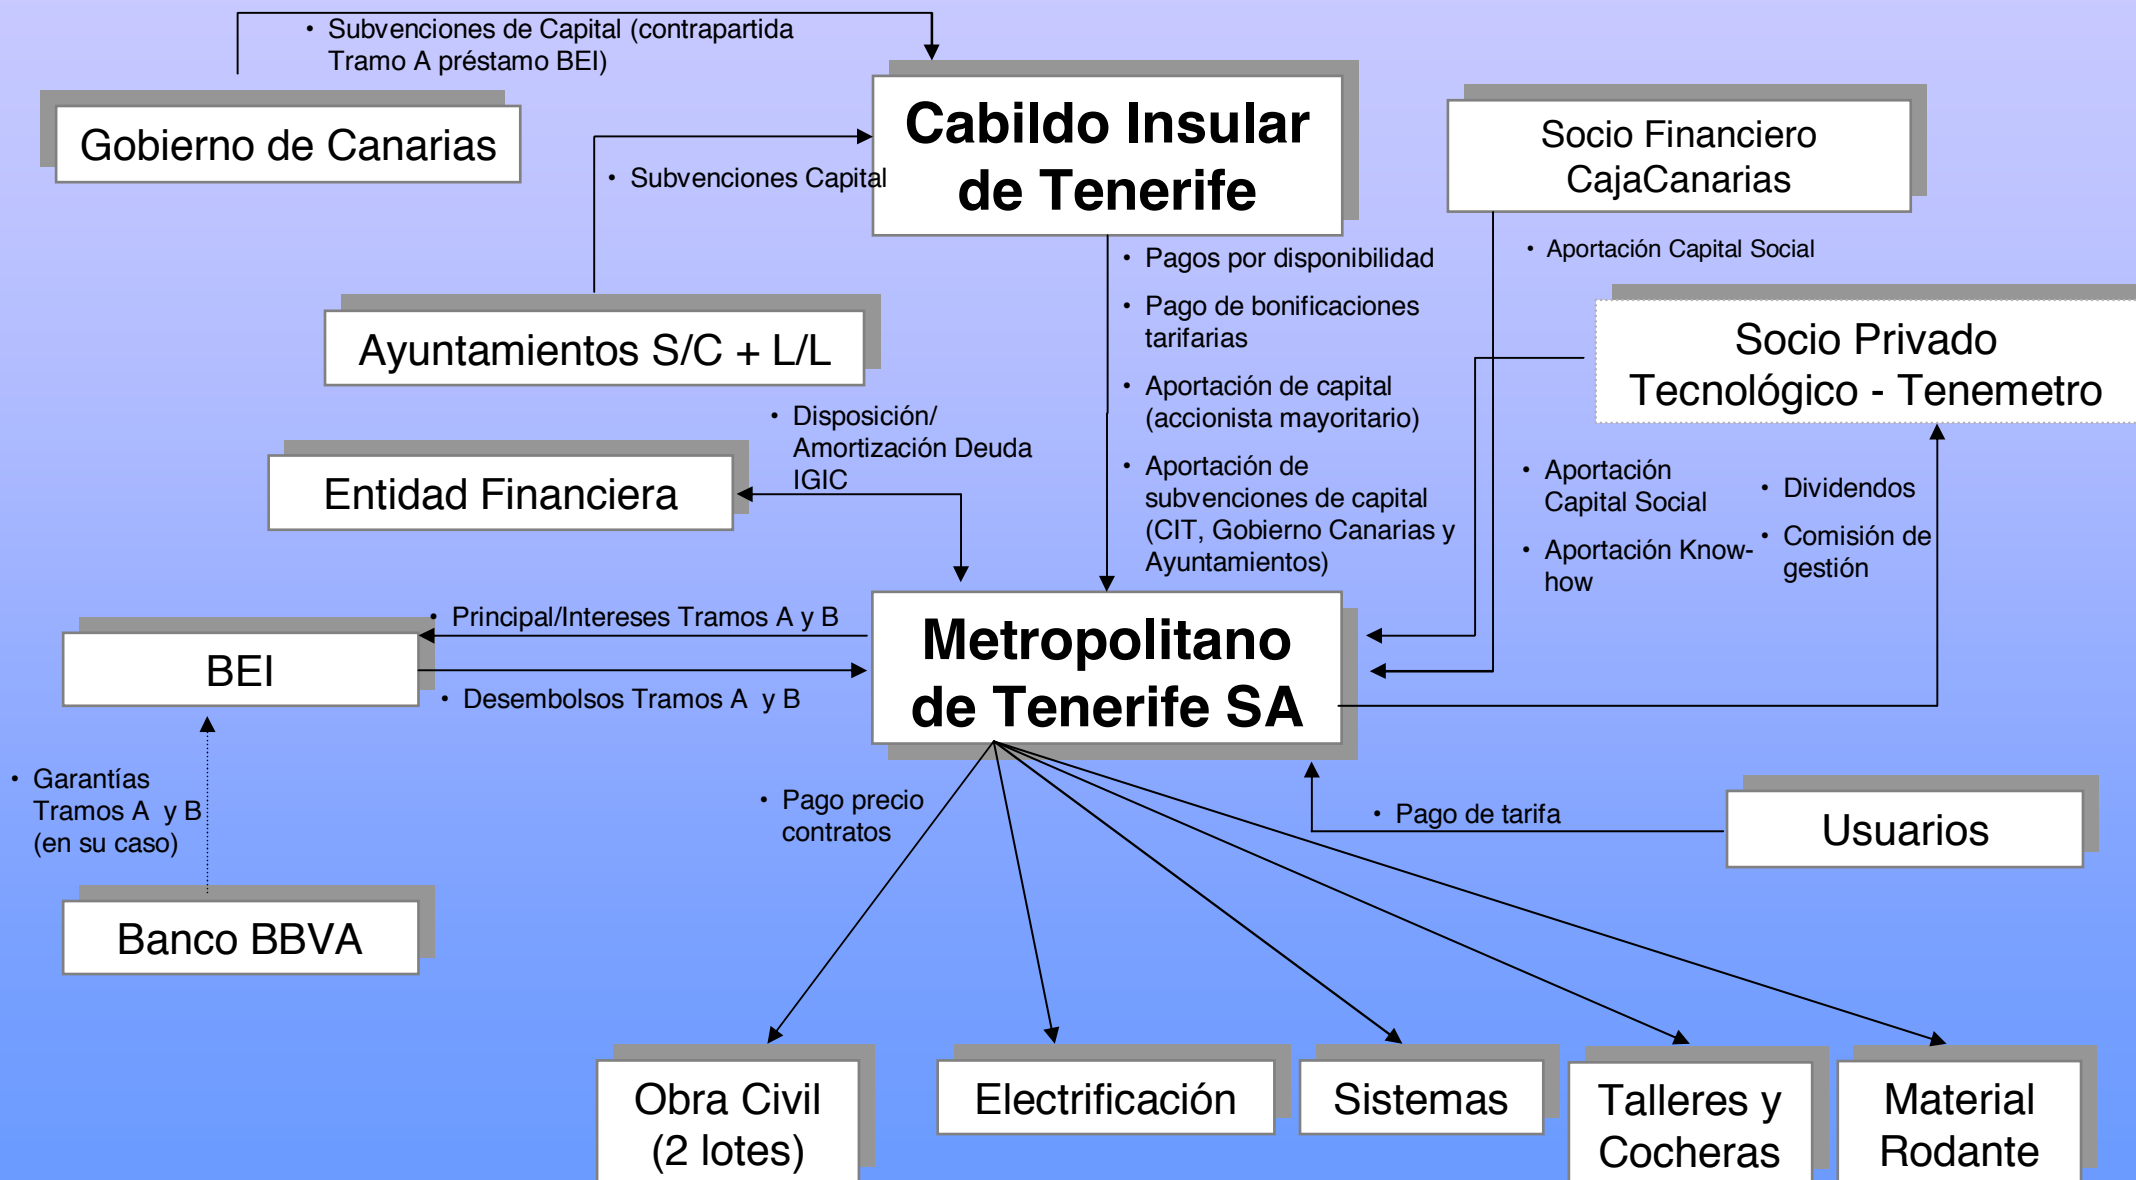 • Subvenciones de Capital (contrapartida
Tramo A préstamo BEI)
Gobierno de Canarias
Cabildo Insular
de Tenerife
Socio Financiero
CajaCanarias
• Subvenciones Capital
• Aportación Capital Social
Ayuntamientos S/C + L/L
• Pagos por disponibilidad
• Pago de bonificaciones
tarifarias
• Aportación de capital
(accionista mayoritario)
• Aportación de
subvenciones de capital
(CIT, Gobierno Canarias y
Ayuntamientos)
Socio Privado
Tecnológico - Tenemetro
• Disposición/
Amortización Deuda
IGIC
Entidad Financiera
• Aportación
Capital Social
• Aportación Know-
how
• Dividendos
• Comisión de
gestión
• Principal/Intereses Tramos A y B
BEI
• Desembolsos Tramos A y B
Metropolitano
de Tenerife SA
• Garantías
Tramos A y B
(en su caso)
• Pago precio
contratos
• Pago de tarifa
Usuarios
Banco BBVA
Obra Civil
(2 lotes)
Electrificación
Sistemas
Talleres y
Cocheras
Material
Rodante